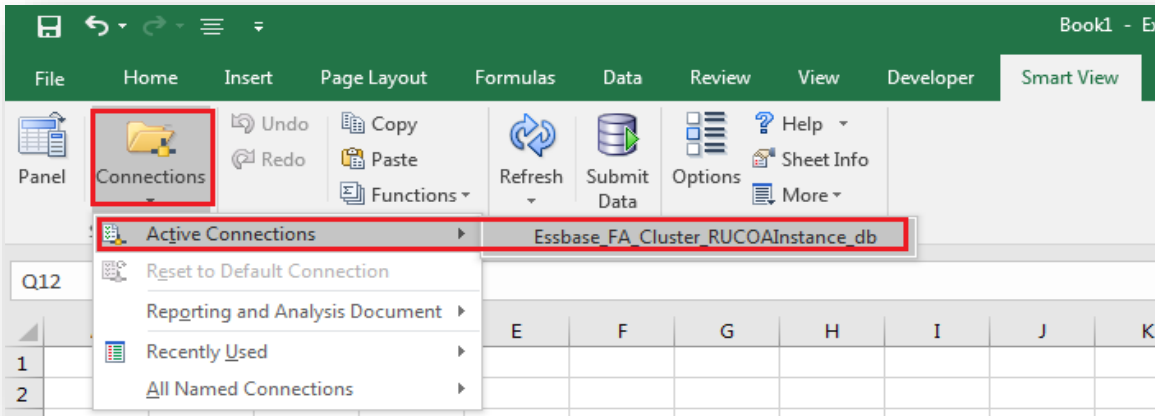 Book1 - Ex
File Home Insert Page Layout Formulas Data Review View Developer Smart View
Panel
Connections
Undo
Redo
Copy
Paste
Functions
Refresh
Submit
Data
Options
Help
Sheet Info
More
Active Connections
Essbase_FA_Cluster_RUCOAInstance_db
Reset to Default Connection
Reporting and Analysis Document
Recently Used
All Named Connections
Q12
E F G H I J K
1
2